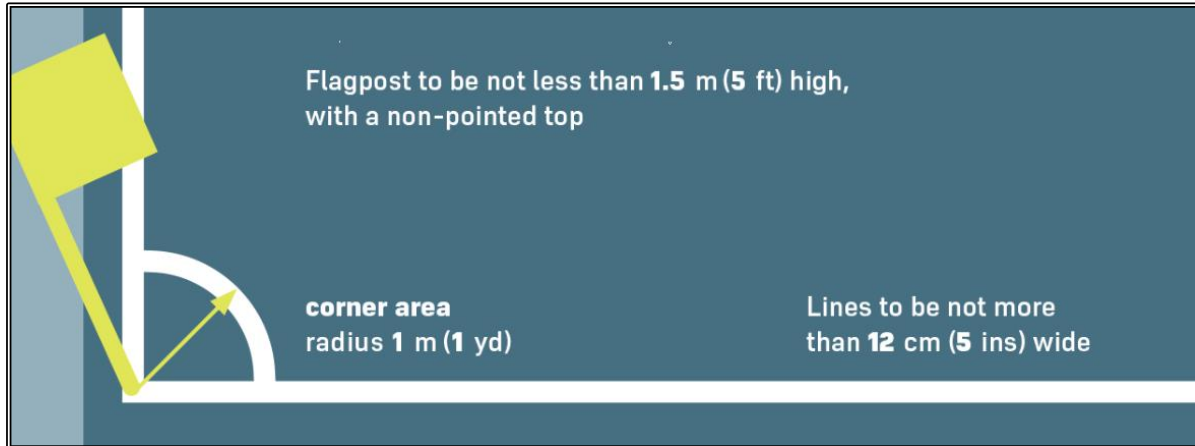 Flagpost to be not less than 1.5 m (5 ft) high,
with a non-pointed top
corner area
radius 1 m (1 yd)
Lines to be not more
than 12 cm (5 ins) wide